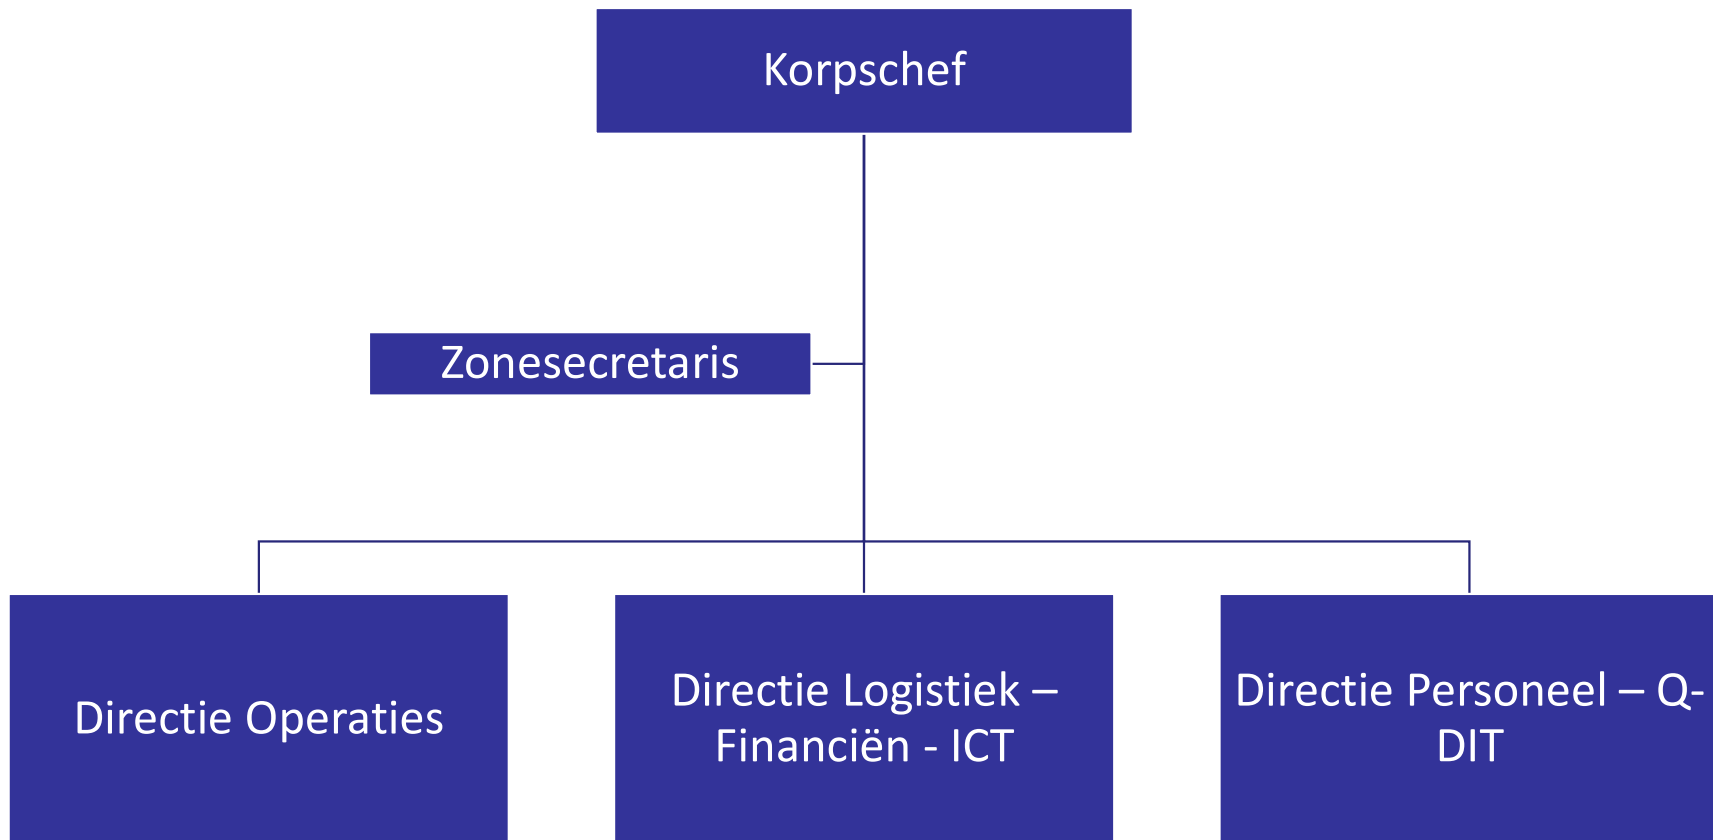 Korpschef
Zonesecretaris
Directie Operaties
Directie Logistiek –
Financiën - ICT
Directie Personeel – Q-
DIT